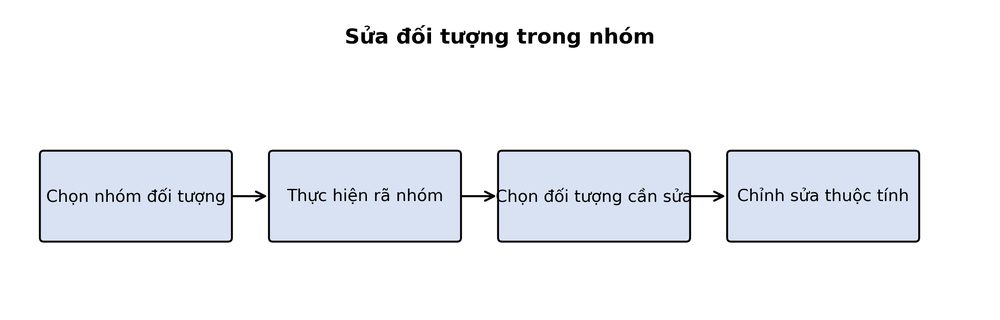 Sửa đối tượng trong nhóm
Chọn nhóm đối tượng
Thực hiện rã nhóm
Chọn đối tượng cần sửa
Chỉnh sửa thuộc tính